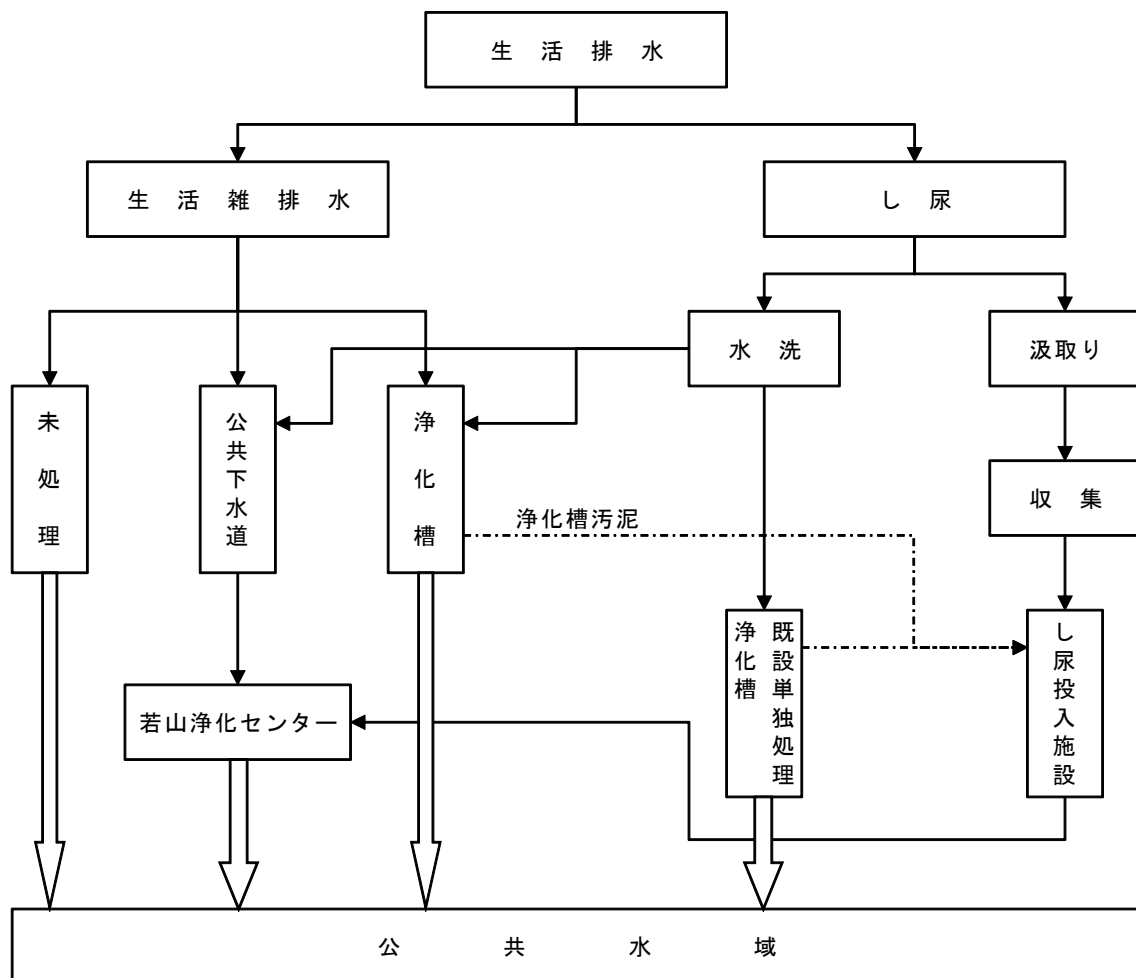 生活排水
生活雑排水
し尿
水洗
汲取り
未処理
公共下水道
浄化槽
収集
浄化槽汚泥
既設単独処理
浄化槽
し尿投入施設
若山浄化センター
公共水域